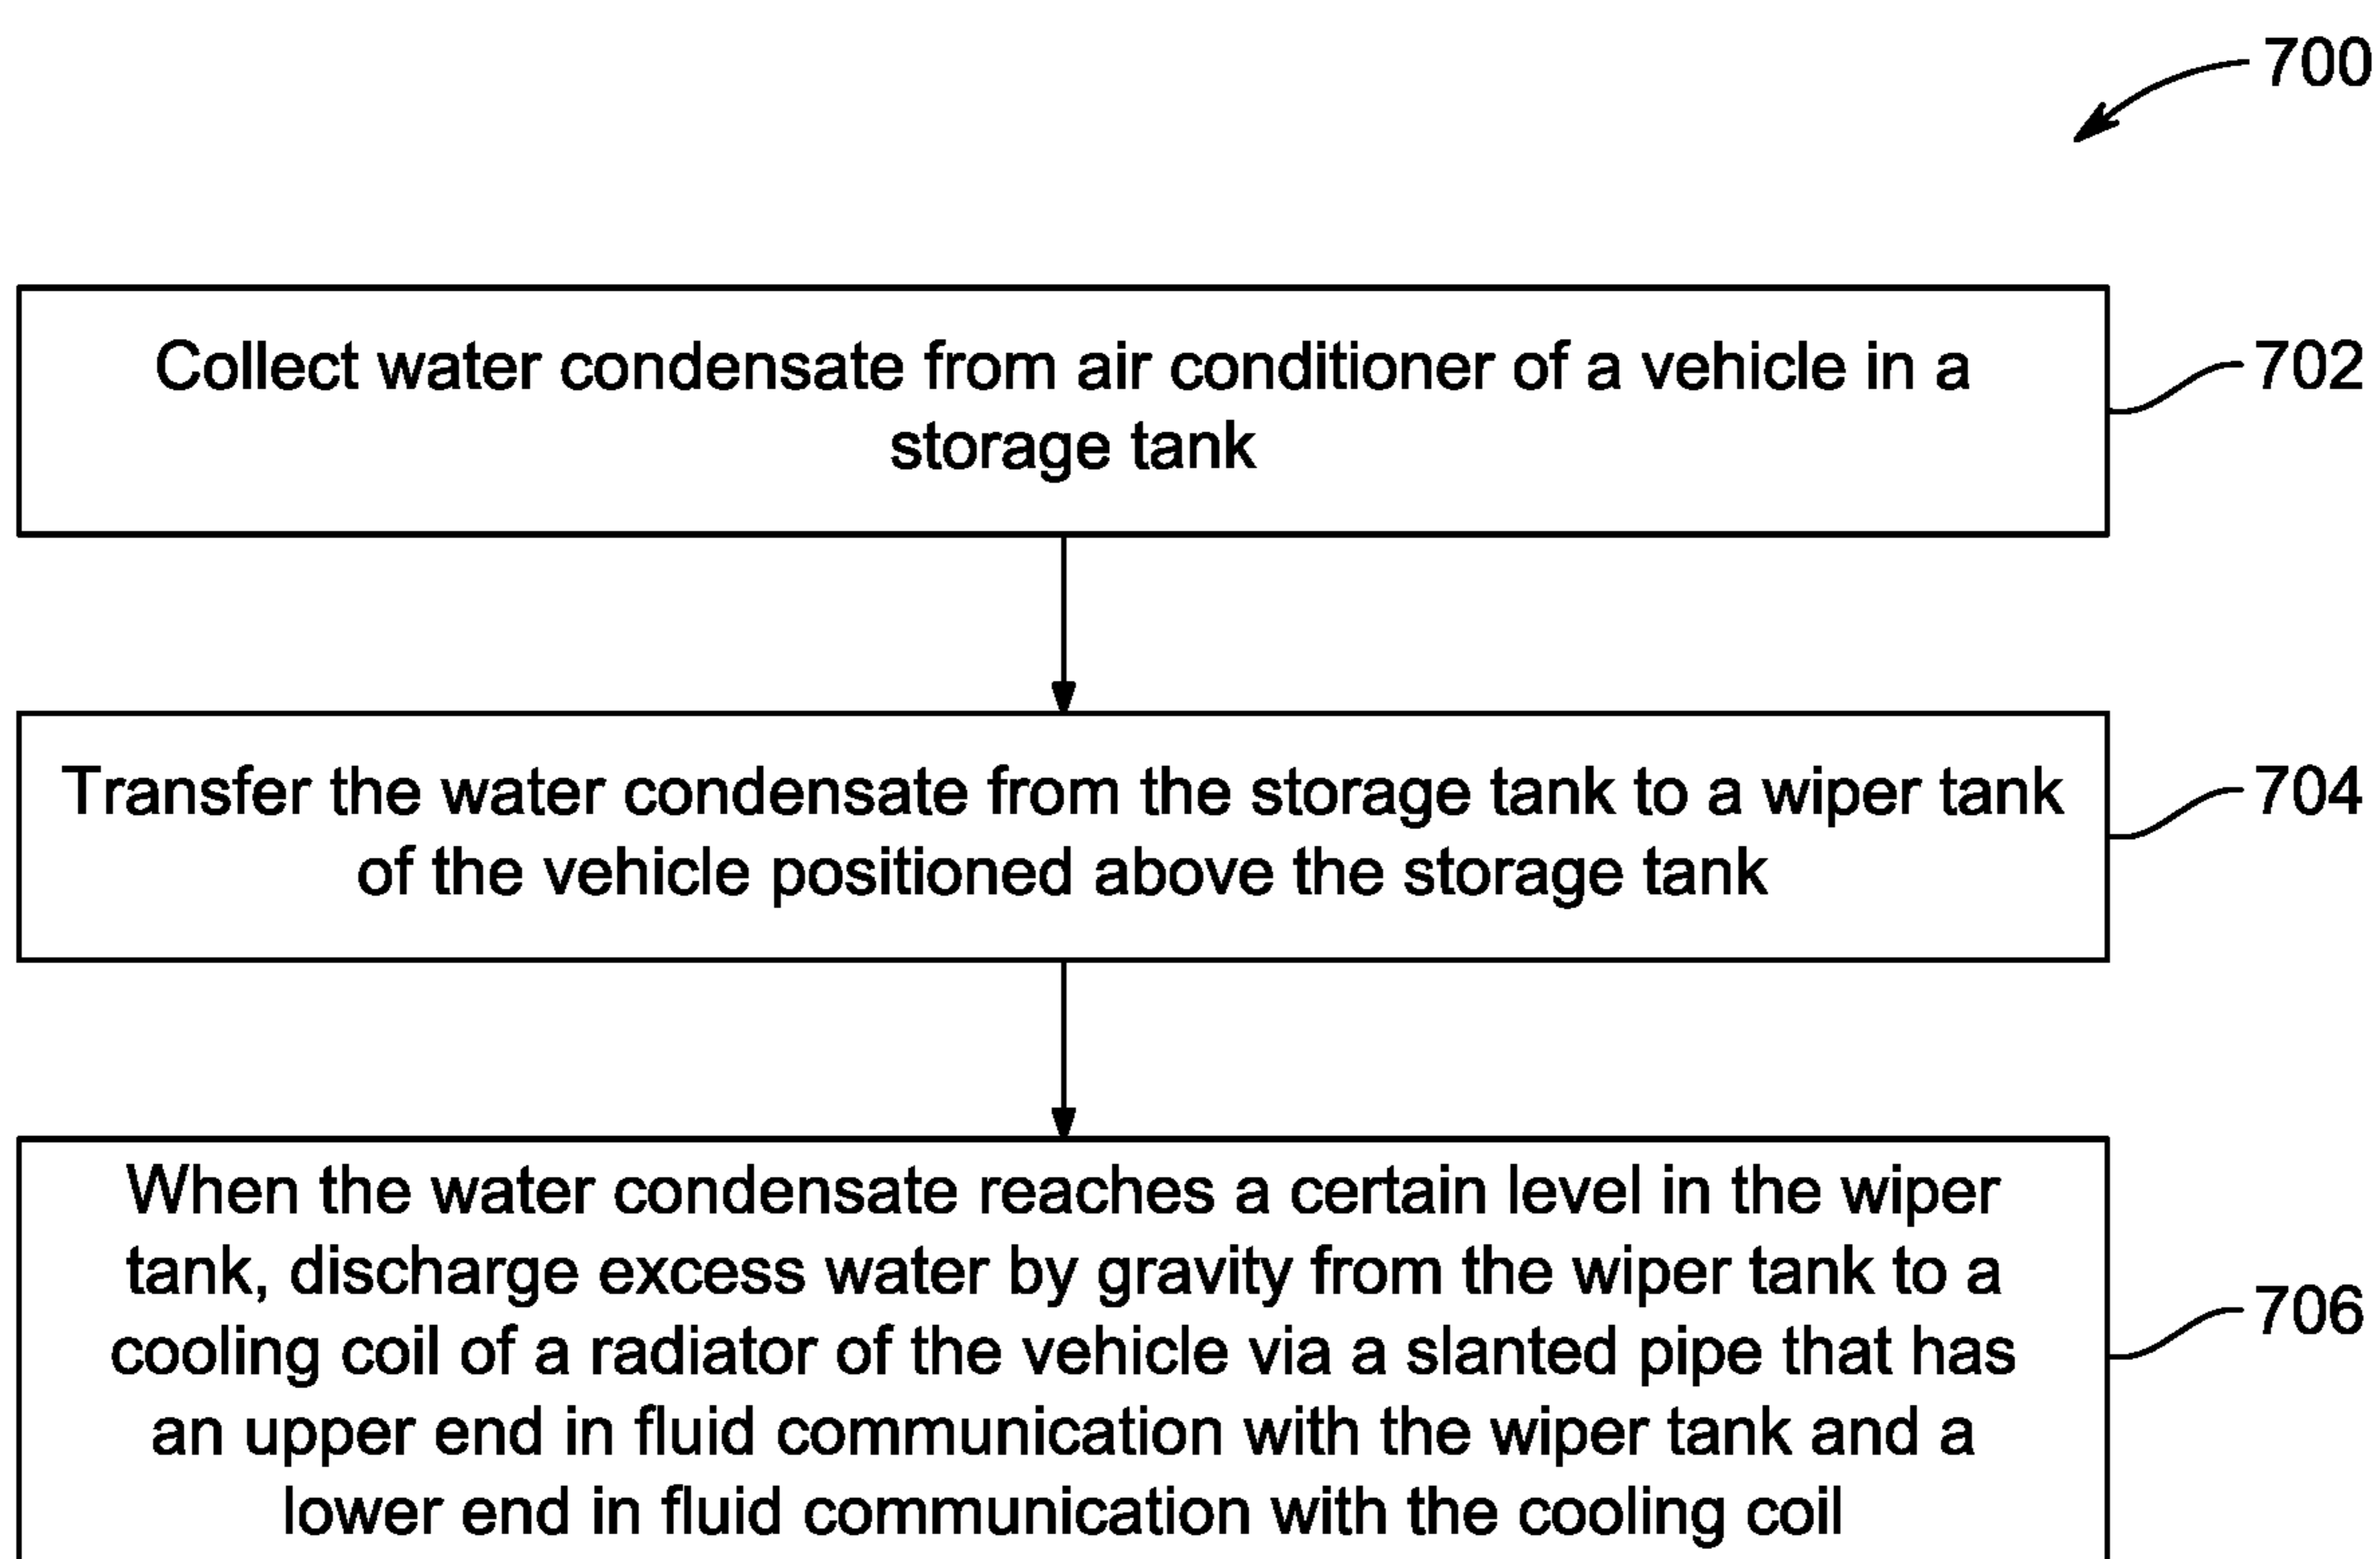 700
Collect water condensate from air conditioner of a vehicle in a
storage tank
702
Transfer the water condensate from the storage tank to a wiper tank
of the vehicle positioned above the storage tank
704
When the water condensate reaches a certain level in the wiper
tank, discharge excess water by gravity from the wiper tank to a
cooling coil of a radiator of the vehicle via a slanted pipe that has
an upper end in fluid communication with the wiper tank and a
lower end in fluid communication with the cooling coil
706